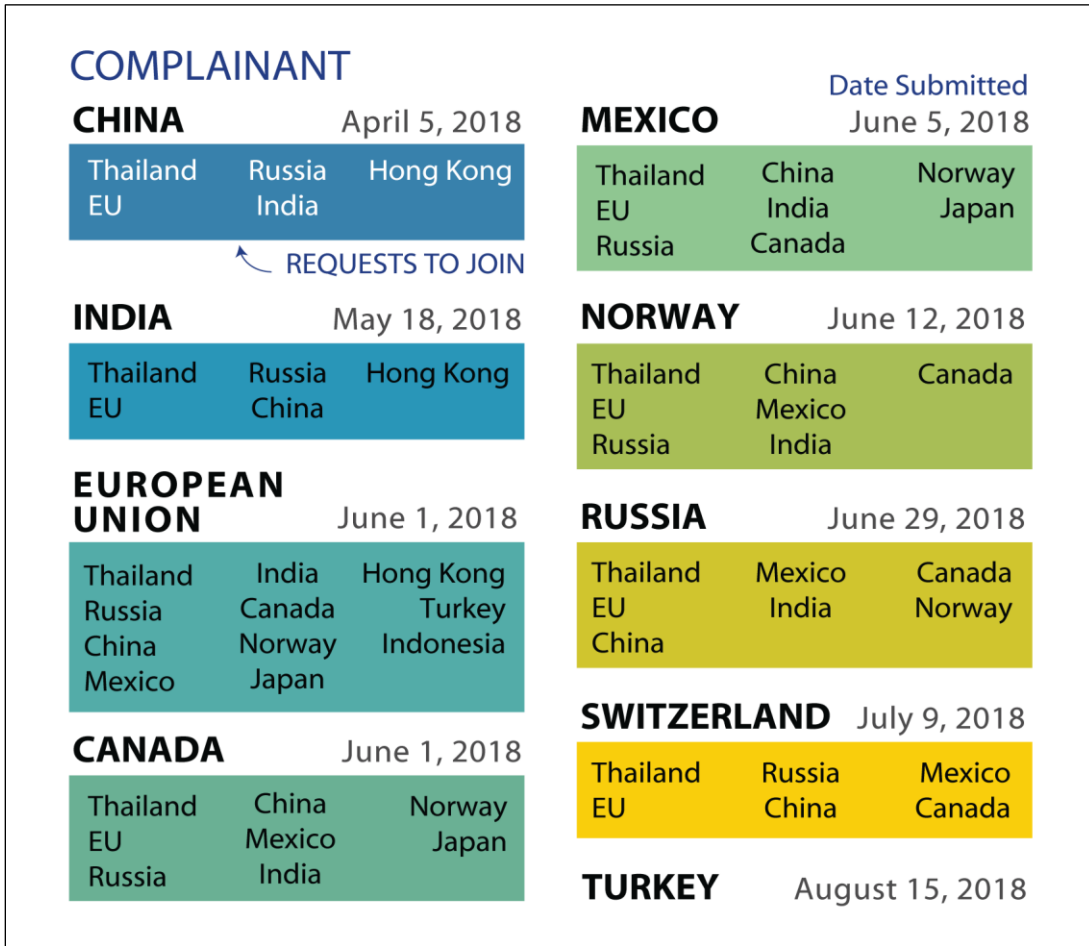 COMPLAINANT
CHINA April 5, 2018
Thailand Russia Hong Kong
EU India
REQUESTS TO JOIN
INDIA May 18, 2018
Thailand Russia Hong Kong
EU China
EUROPEAN
UNION June 1, 2018
Thailand India Hong Kong
Russia Canada Turkey
China Norway Indonesia
Mexico Japan
CANADA June 1, 2018
Thailand China Norway
EU Mexico Japan
Russia India
Date Submitted
MEXICO June 5, 2018
Thailand China Norway
EU India Japan
Russia Canada
NORWAY June 12, 2018
Thailand China Canada
EU Mexico
Russia India
RUSSIA June 29, 2018
Thailand Mexico Canada
EU India Norway
China
SWITZERLAND July 9, 2018
Thailand Russia Mexico
EU China Canada
TURKEY August 15, 2018